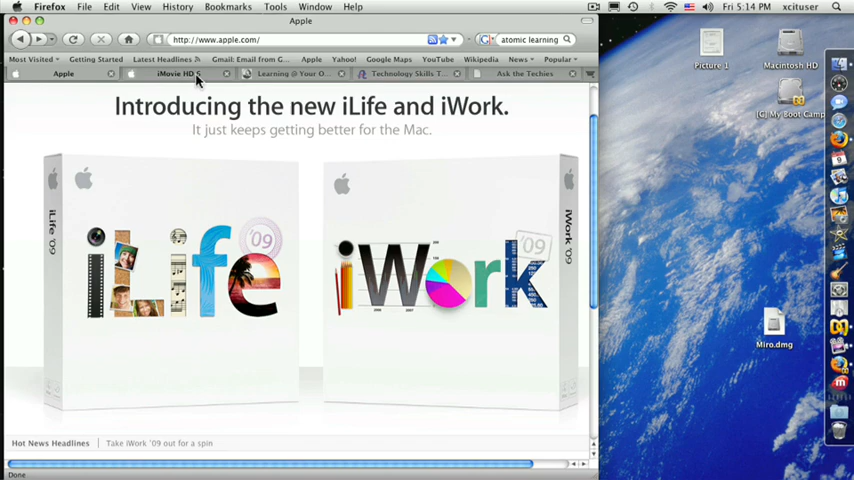 Firefox File Edit View History Bookmarks Tools Window Help Fri 5:14 PM xcituser
Apple
http://www.apple.com/ atomic learning
Most Visited Getting Started Latest Headlines Gmail: Email from G... Apple Yahoo! Google Maps YouTube Wikipedia News Popular
Apple iMovie HD Learning @ Your O... Technology Skills T... Ask the Techies
Introducing the new iLife and iWork.
It just keeps getting better for the Mac.
iLife '09
iLife '09
iWork '09
iWork '09
Hot News Headlines Take iWork '09 out for a spin
Done
Picture 1
Macintosh HD
[C] My Boot Camp
Miro.dmg